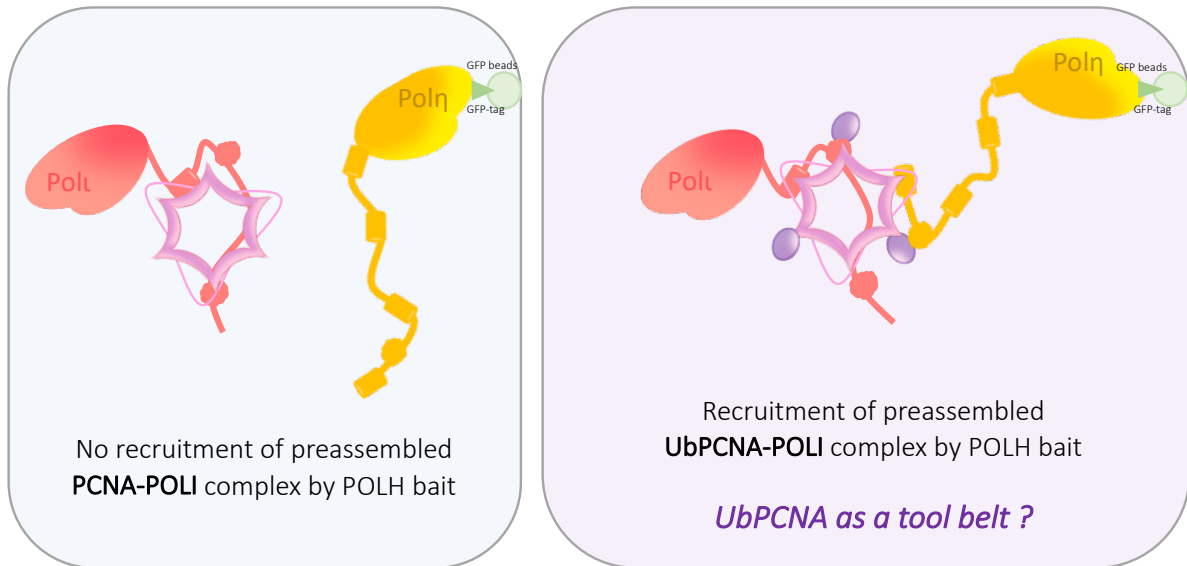 GFP beads
Polη
GFP-tag
Polι
No recruitment of preassembled
PCNA-POLI complex by POLH bait
Polη
GFP beads
GFP-tag
Polι
Recruitment of preassembled
UbPCNA-POLI complex by POLH bait
UbPCNA as a tool belt ?